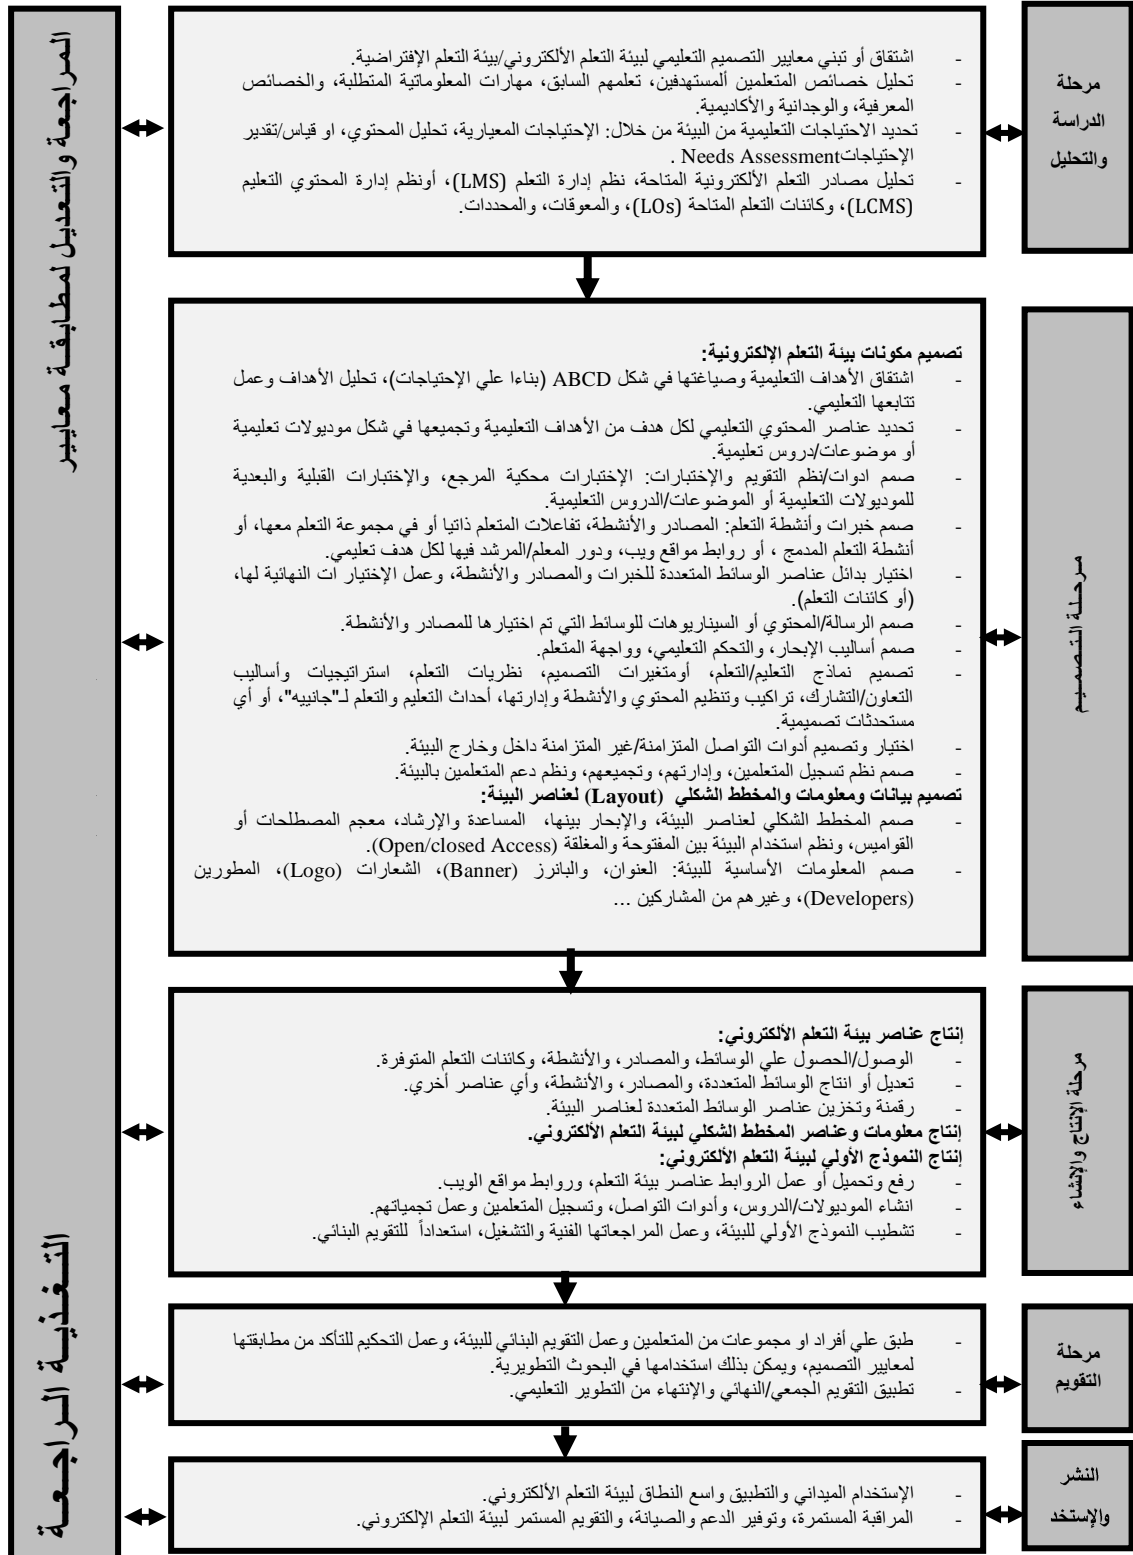 مرحلة
الدراسة
والتحليل
- اشتقاق أو تبني معايير التصميم التعليمي لبيئة التعلم الألكتروني/بيئة التعلم الإفتراضية.
- تحليل خصائص المتعلمين ألمستهدفين، تعلمهم السابق، مهارات المعلوماتية المتطلبة، والخصائص
المعرفية، والوجدانية والأكاديمية.
- تحديد الاحتياجات التعليمية من البيئة من خلال: الإحتياجات المعيارية، تحليل المحتوي، او قياس/تقدير
الإحتياجاتNeeds Assessment .
- تحليل مصادر التعلم الألكترونية المتاحة، نظم إدارة التعلم (LMS)، أونظم إدارة المحتوي التعليم
(LCMS)، وكائنات التعلم المتاحة (LOs)، والمعوقات، والمحددات.
مرحلة التصميم
تصميم مكونات بيئة التعلم الإلكترونية:
- اشتقاق الأهداف التعليمية وصياغتها في شكل ABCD (بناءا علي الإحتياجات)، تحليل الأهداف وعمل
تتابعها التعليمي.
- تحديد عناصر المحتوي التعليمي لكل هدف من الأهداف التعليمية وتجميعها في شكل موديولات تعليمية
أو موضوعات/دروس تعليمية.
- صمم ادوات/نظم التقويم والإختبارات: الإختبارات محكية المرجع، والإختبارات القبلية والبعدية
للموديولات التعليمية أو الموضوعات/الدروس التعليمية.
- صمم خبرات وأنشطة التعلم: المصادر والأنشطة، تفاعلات المتعلم ذاتيا أو في مجموعة التعلم معها، أو
أنشطة التعلم المدمج ، أو روابط مواقع ويب، ودور المعلم/المرشد فيها لكل هدف تعليمي.
- اختيار بدائل عناصر الوسائط المتعددة للخبرات والمصادر والأنشطة، وعمل الإختيار ات النهائية لها،
(أو كائنات التعلم).
- صمم الرسالة/المحتوي أو السيناريوهات للوسائط التي تم اختيارها للمصادر والأنشطة.
- صمم أساليب الإبحار، والتحكم التعليمي، وواجهة المتعلم.
- تصميم نماذج التعليم/التعلم، أومتغيرات التصميم، نظريات التعلم، استراتيجيات وأساليب
التعاون/التشارك، تراكيب وتنظيم المحتوي والأنشطة وإدارتها، أحداث التعليم والتعلم لـ"جانييه"، أو أي
مستحدثات تصميمية.
- اختيار وتصميم أدوات التواصل المتزامنة/غير المتزامنة داخل وخارج البيئة.
- صمم نظم تسجيل المتعلمين، وإدارتهم، وتجميعهم، ونظم دعم المتعلمين بالبيئة.
تصميم بيانات ومعلومات والمخطط الشكلي (Layout) لعناصر البيئة:
- صمم المخطط الشكلي لعناصر البيئة، والإبحار بينها، المساعدة والإرشاد، معجم المصطلحات أو
القواميس، ونظم استخدام البيئة بين المفتوحة والمغلقة (Open/closed Access).
- صمم المعلومات الأساسية للبيئة: العنوان، والبانرز (Banner)، الشعارات (Logo)، المطورين
(Developers)، وغيرهم من المشاركين ...
مرحلة الإنتاج والإنشاء
إنتاج عناصر بيئة التعلم الألكتروني:
- الوصول/الحصول علي الوسائط، والمصادر، والأنشطة، وكائنات التعلم المتوفرة.
- تعديل أو انتاج الوسائط المتعددة، والمصادر، والأنشطة، وأي عناصر أخري.
- رقمنة وتخزين عناصر الوسائط المتعددة لعناصر البيئة.
إنتاج معلومات وعناصر المخطط الشكلي لبيئة التعلم الألكتروني.
إنتاج النموذج الأولي لبيئة التعلم الألكتروني:
- رفع وتحميل أو عمل الروابط عناصر بيئة التعلم، وروابط مواقع الويب.
- انشاء الموديولات/الدروس، وأدوات التواصل، وتسجيل المتعلمين وعمل تجمياتهم.
- تشطيب النموذج الأولي للبيئة، وعمل المراجعاتها الفنية والتشغيل، استعداداً للتقويم البنائي.
مرحلة
التقويم
- طبق علي أفراد او مجموعات من المتعلمين وعمل التقويم البنائي للبيئة، وعمل التحكيم للتأكد من مطابقتها
لمعايير التصميم، ويمكن بذلك استخدامها في البحوث التطويرية.
- تطبيق التقويم الجمعي/النهائي والإنتهاء من التطوير التعليمي.
النشر
والإستخد
- الإستخدام الميداني والتطبيق واسع النطاق لبيئة التعلم الألكتروني.
- المراقبة المستمرة، وتوفير الدعم والصيانة، والتقويم المستمر لبيئة التعلم الإلكتروني.
التغذية الراجعة
المراجعة والتعديل لمطابقة معايير